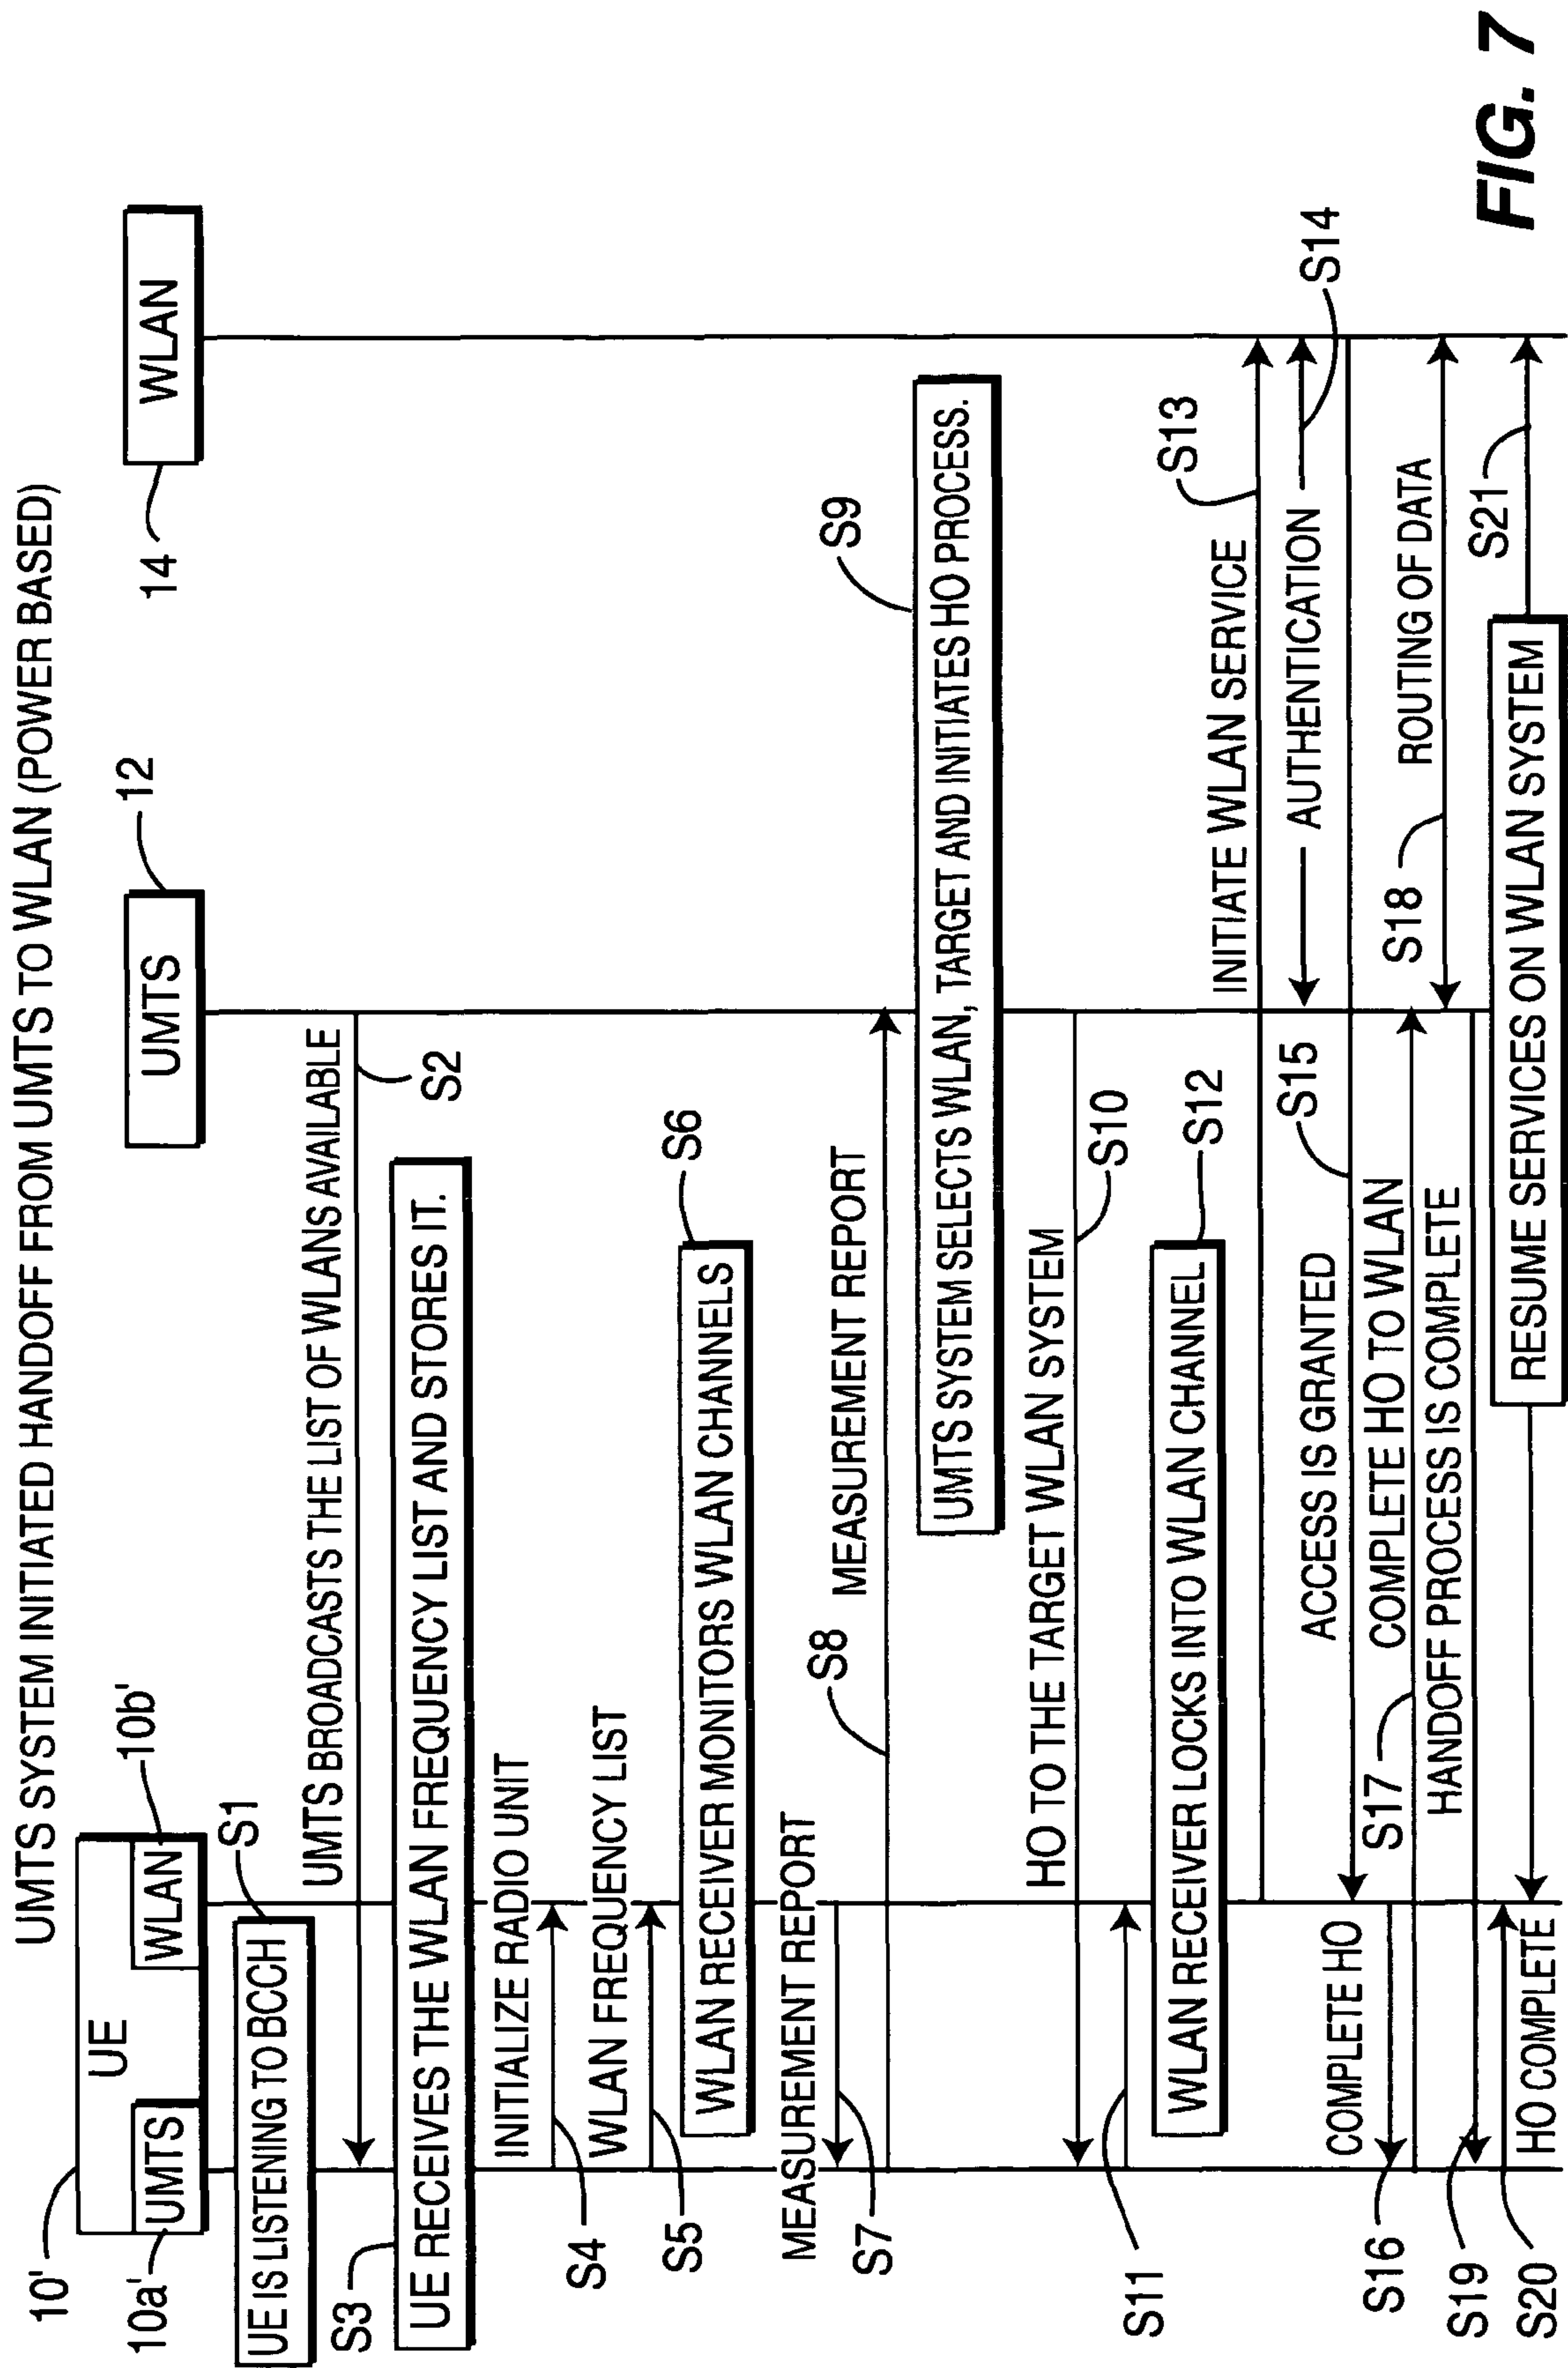 UMTS SYSTEM INITIATED HANDOFF FROM UMTS TO WLAN (POWER BASED)
10'
UE
10a'
UMTS
WLAN
10b'
UMTS
12
WLAN
14
UE IS LISTENING TO BCCH
S1
UMTS BROADCASTS THE LIST OF WLANS AVAILABLE
S2
S3
UE RECEIVES THE WLAN FREQUENCY LIST AND STORES IT.
INITIALIZE RADIO UNIT
S4
WLAN FREQUENCY LIST
S5
WLAN RECEIVER MONITORS WLAN CHANNELS
S6
MEASUREMENT REPORT
S7
MEASUREMENT REPORT
S8
UMTS SYSTEM SELECTS WLAN, TARGET AND INITIATES HO PROCESS.
S9
HO TO THE TARGET WLAN SYSTEM
S10
S11
WLAN RECEIVER LOCKS INTO WLAN CHANNEL
S12
INITIATE WLAN SERVICE
S13
AUTHENTICATION
S14
ACCESS IS GRANTED
S15
COMPLETE HO
S16
S17
COMPLETE HO TO WLAN
S18
ROUTING OF DATA
HANDOFF PROCESS IS COMPLETE
S19
S20
HO COMPLETE
RESUME SERVICES ON WLAN SYSTEM
S21
FIG. 7